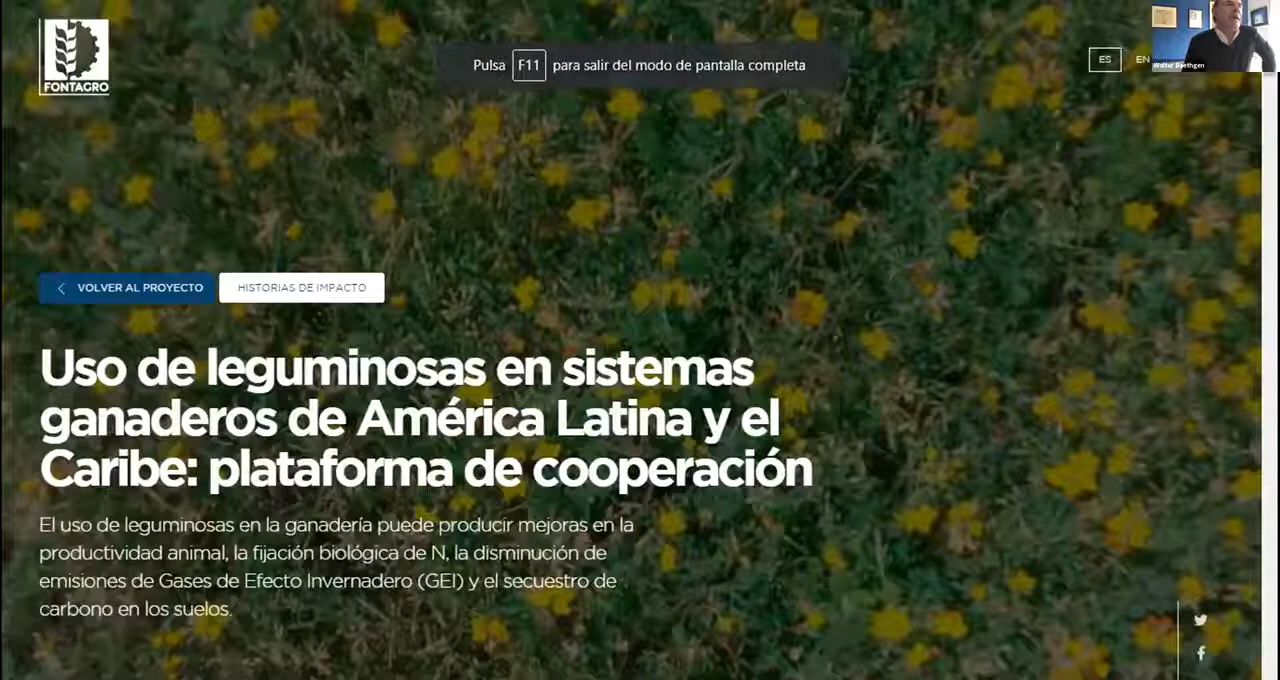 FONTAGRO
Pulsa F11 para salir del modo de pantalla completa
ES EN
Walter Baethgen
VOLVER AL PROYECTO
HISTORIAS DE IMPACTO
Uso de leguminosas en sistemas
ganaderos de América Latina y el
Caribe: plataforma de cooperación
El uso de leguminosas en la ganadería puede producir mejoras en la
productividad animal, la fijación biológica de N, la disminución de
emisiones de Gases de Efecto Invernadero (GEI) y el secuestro de
carbono en los suelos.